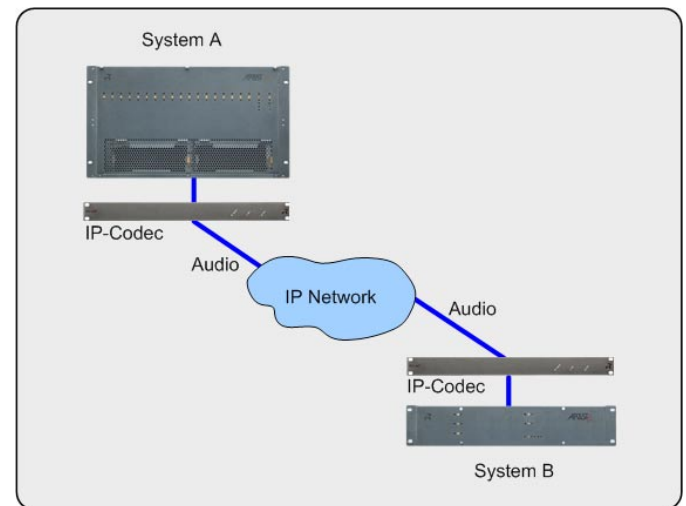 System A
IP-Codec
Audio
IP Network
Audio
IP-Codec
System B